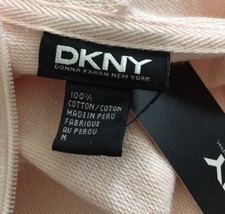 DKNY
DONNA KARAN NEW YORK
100%
COTTON/COTON
MADE IN PERU
FABRIQUE
AU PEROU
M